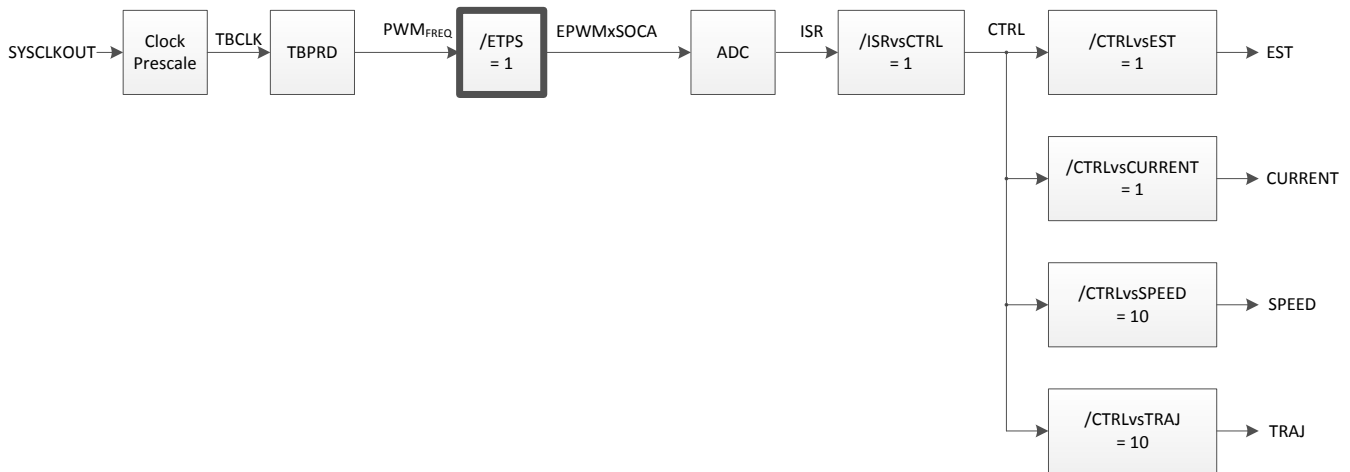 SYSCLKOUT
Clock
Prescale
TBCLK
TBPRD
PWMFREQ
/ETPS
= 1
EPWMxSOCA
ADC
ISR
/ISRvsCTRL
= 1
CTRL
/CTRLvsEST
= 1
EST
/CTRLvsCURRENT
= 1
CURRENT
/CTRLvsSPEED
= 10
SPEED
/CTRLvsTRAJ
= 10
TRAJ